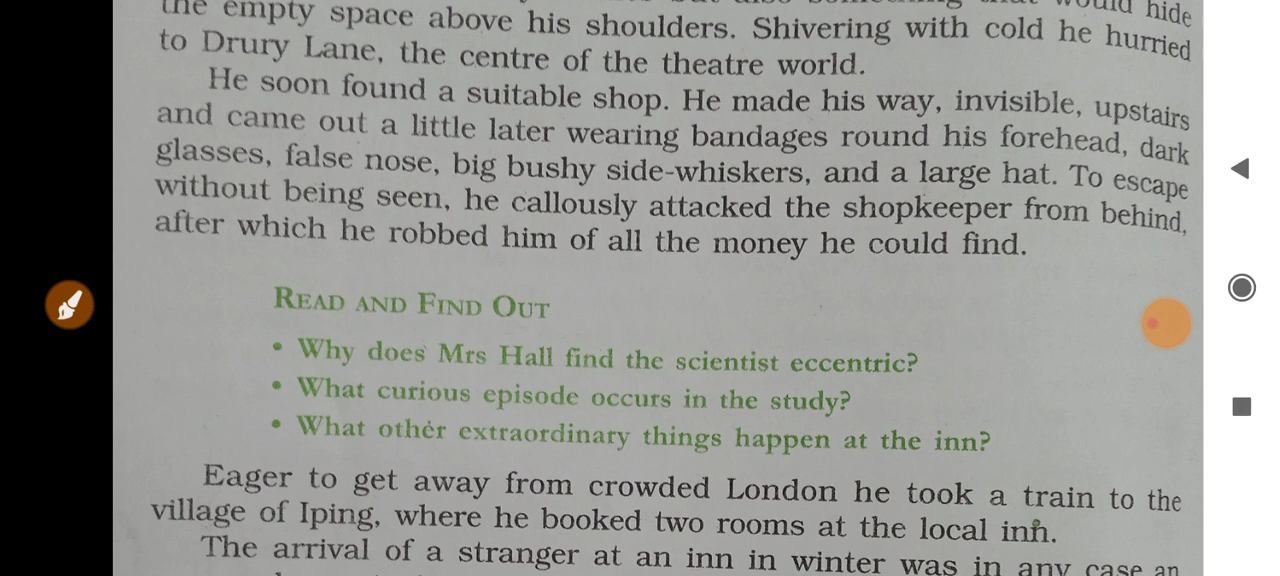 the empty space above his shoulders. Shivering with cold he hurried
to Drury Lane, the centre of the theatre world.
He soon found a suitable shop. He made his way, invisible, upstairs
and came out a little later wearing bandages round his forehead, dark
glasses, false nose, big bushy side-whiskers, and a large hat. To escape
without being seen, he callously attacked the shopkeeper from behind,
after which he robbed him of all the money he could find.
READ AND FIND OUT
• Why does Mrs Hall find the scientist eccentric?
• What curious episode occurs in the study?
• What other extraordinary things happen at the inn?
Eager to get away from crowded London he took a train to the
village of Iping, where he booked two rooms at the local inn.
The arrival of a stranger at an inn in winter was in any case an